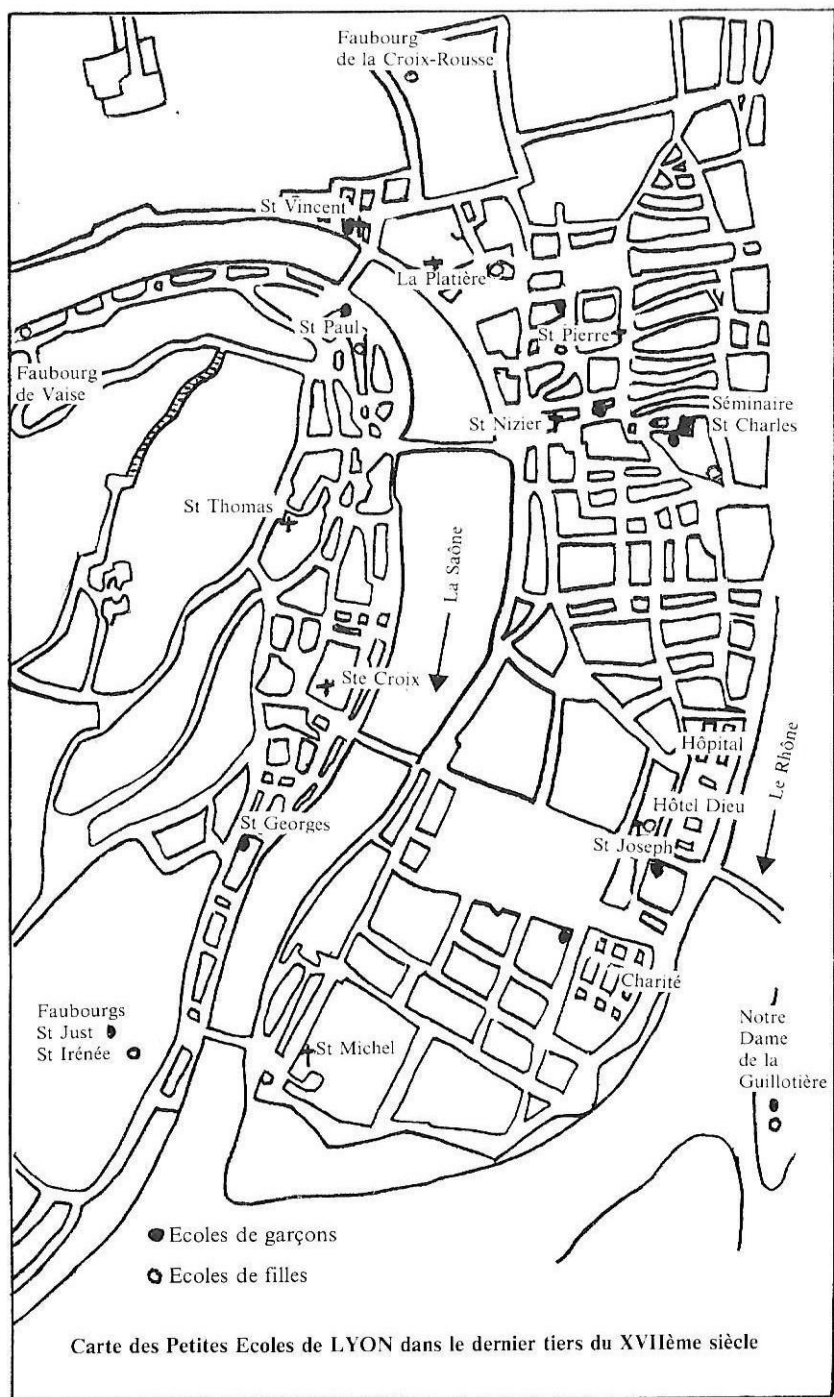 Faubourg
de la Croix-Rousse
St Vincent
La Platière
St Paul
St Pierre
Faubourg
de Vaise
St Nizier
Séminaire
St Charles
St Thomas
La Saône
Ste Croix
Hôpital
Le Rhône
Hôtel Dieu
St Georges
St Joseph
Charité
Faubourgs
St Just
St Irénée
St Michel
Notre
Dame
de la
Guillotière
Ecoles de garçons
Ecoles de filles
Carte des Petites Ecoles de LYON dans le dernier tiers du XVIIème siècle